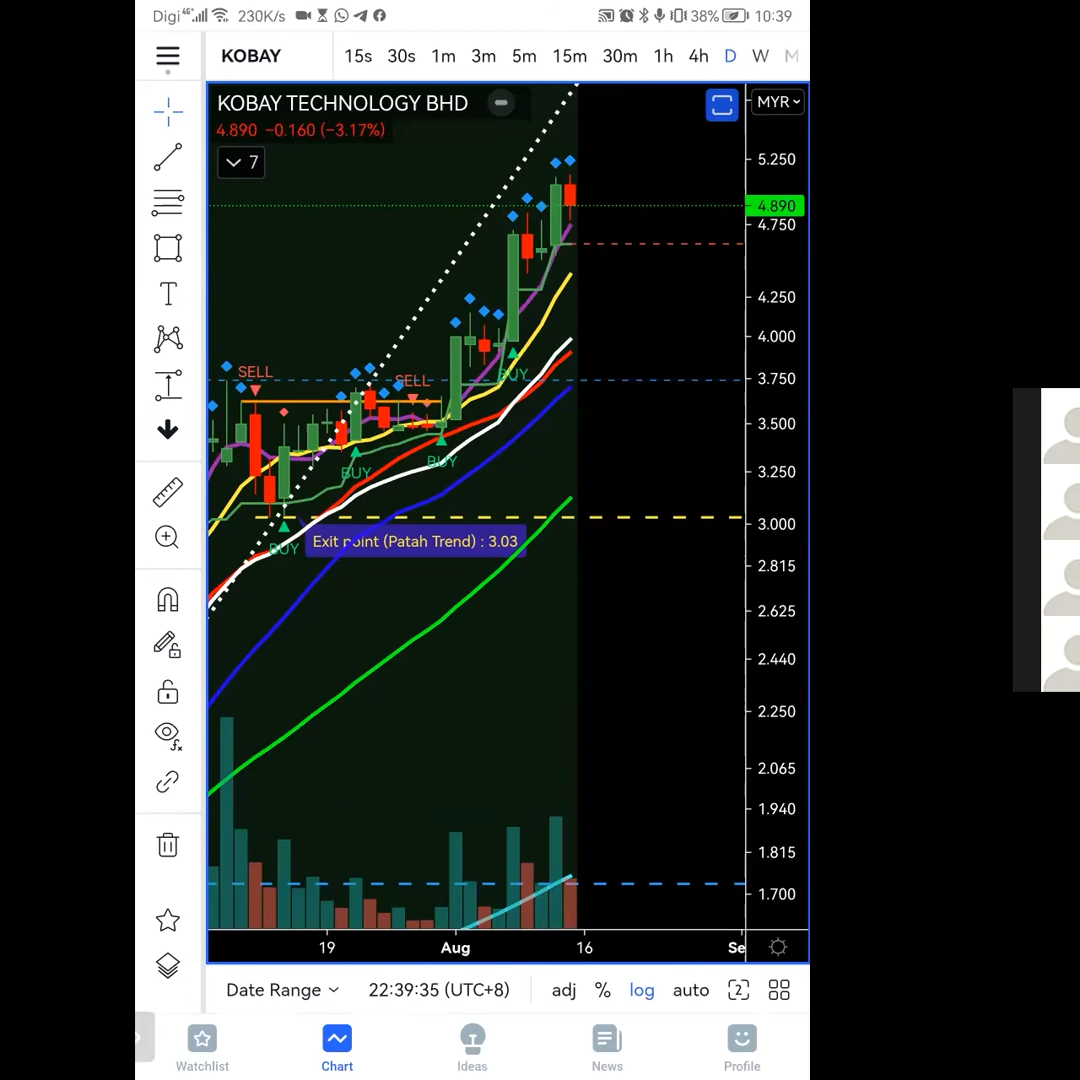 Digi 4G 230K/s 38% 10:39
KOBAY 15s 30s 1m 3m 5m 15m 30m 1h 4h D W M
KOBAY TECHNOLOGY BHD
MYR
4.890 −0.160 (−3.17%)
7
5.250
4.890
4.750
4.250
4.000
3.750
3.500
3.250
3.000
2.815
2.625
2.440
2.250
2.065
1.940
1.815
1.700
SELL
SELL
BUY
BUY
BUY
BUY
Exit point (Patah Trend) : 3.03
T
fx
19 Aug 16 Se
Date Range 22:39:35 (UTC+8) adj % log auto 2
Watchlist Chart Ideas News Profile